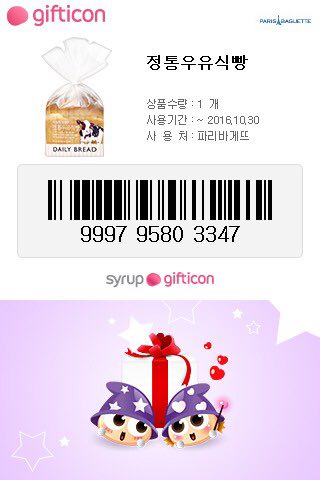 gifticon
PARIS BAGUETTE
정통우유식빵
DAILY BREAD
상품수량 : 1 개
사용기간 : ~ 2016,10,30
사 용 처 : 파리바게뜨
9997 9580 3347
syrup gifticon